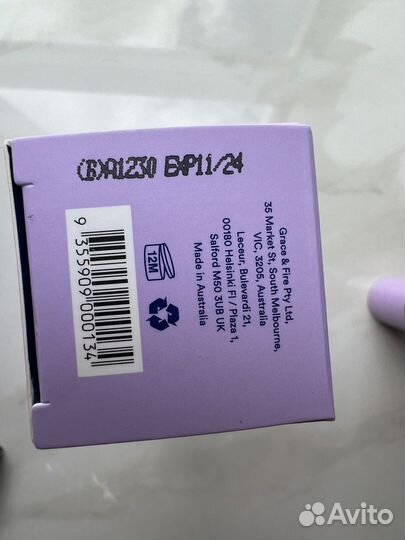 (B)A1230 EXP11/24
Grace & Fire Pty Ltd,
35 Market St, South Melbourne,
VIC, 3205, Australia
Leceur, Bulevardi 21,
00180 Helsinki FI / Plaza 1,
Salford M50 3UB UK
Made in Australia
12M
9 355909 000134
Avito